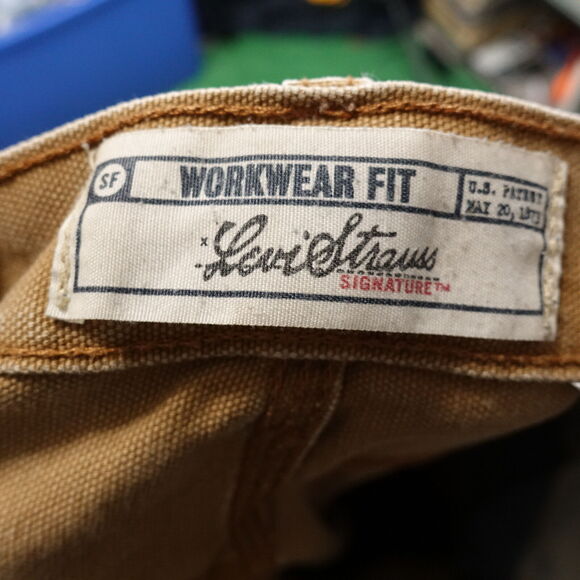 SF
WORKWEAR FIT
U.S. PATENT
MAY 20, 1873
x
Levi Strauss
SIGNATURE™